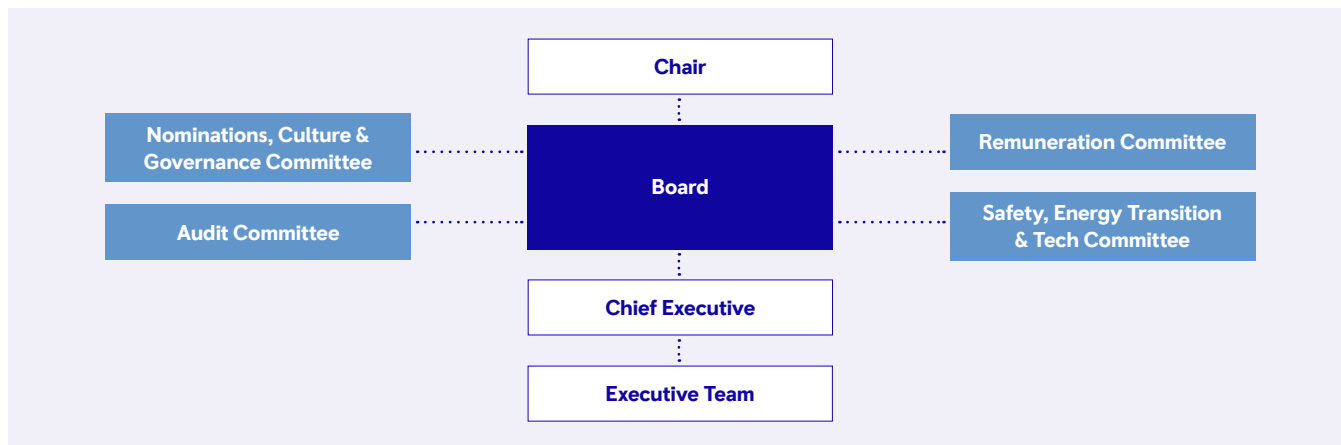 Chair
Nominations, Culture &
Governance Committee
Board
Remuneration Committee
Audit Committee
Safety, Energy Transition
& Tech Committee
Chief Executive
Executive Team